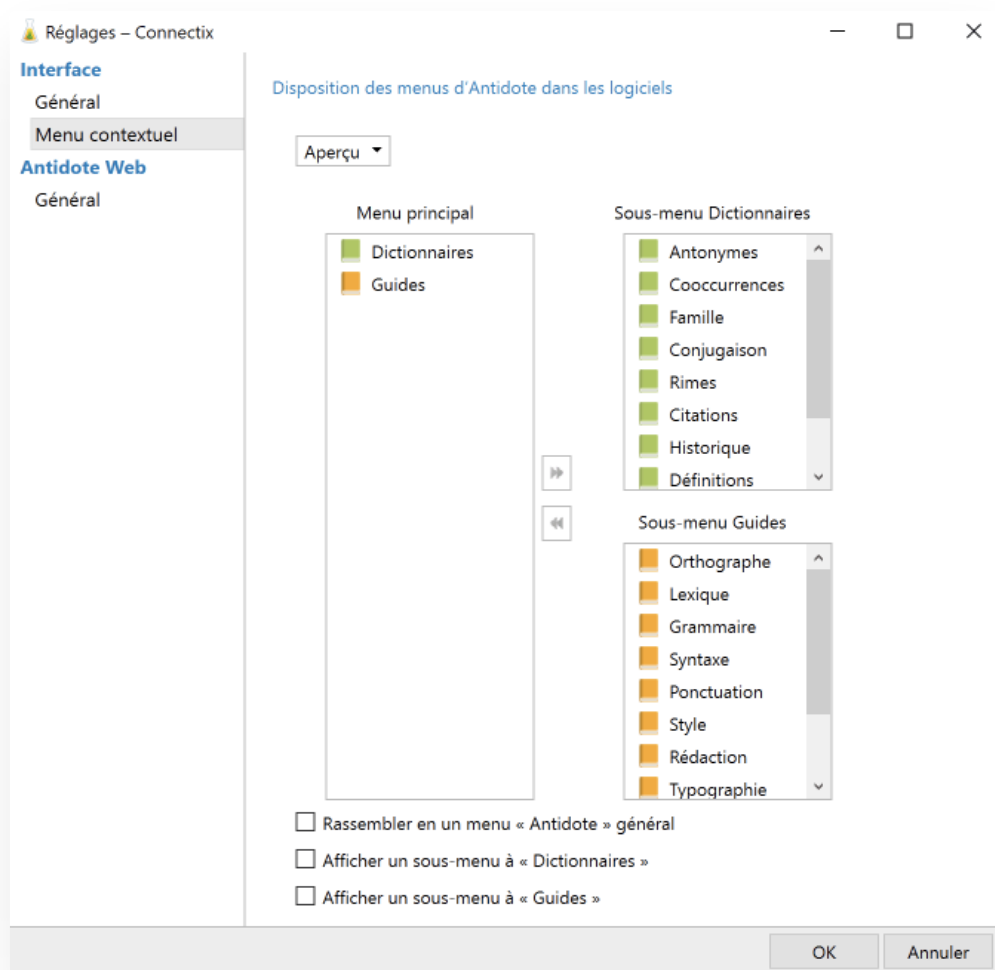 Réglages – Connectix
Interface
Général
Menu contextuel
Antidote Web
Général
Disposition des menus d'Antidote dans les logiciels
Aperçu
Menu principal
Dictionnaires
Guides
Sous-menu Dictionnaires
Antonymes
Cooccurrences
Famille
Conjugaison
Rimes
Citations
Historique
Définitions
Sous-menu Guides
Orthographe
Lexique
Grammaire
Syntaxe
Ponctuation
Style
Rédaction
Typographie
Rassembler en un menu « Antidote » général
Afficher un sous-menu à « Dictionnaires »
Afficher un sous-menu à « Guides »
OK
Annuler